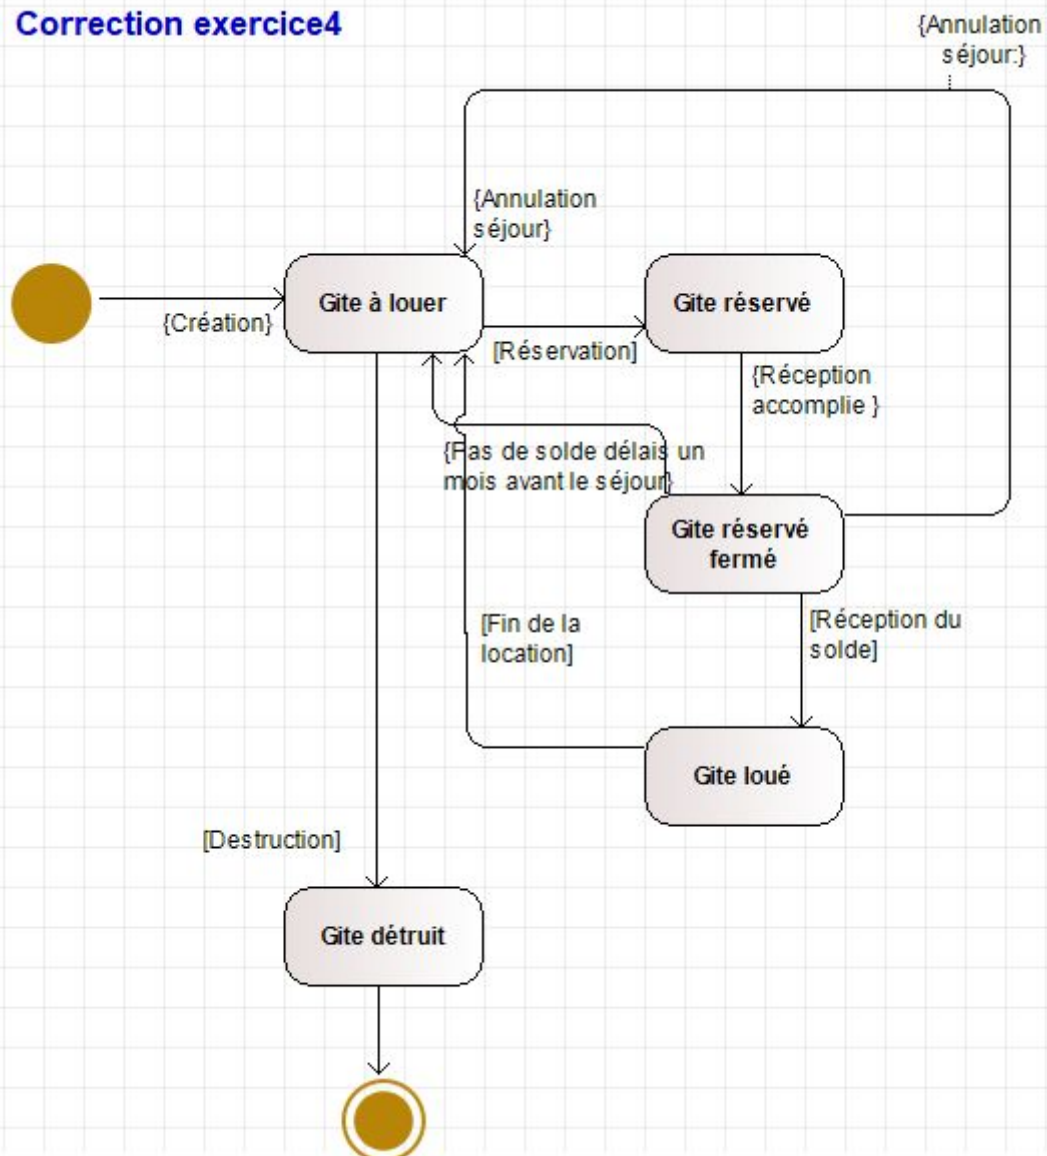 Correction exercice4
{Annulation
séjour:}
{Annulation
séjour}
Gite à louer
Gite réservé
{Création}
[Réservation]
{Réception
accomplie }
{Pas de solde délais un
mois avant le séjour}
Gite réservé
fermé
[Fin de la
location]
[Réception du
solde]
Gite loué
[Destruction]
Gite détruit